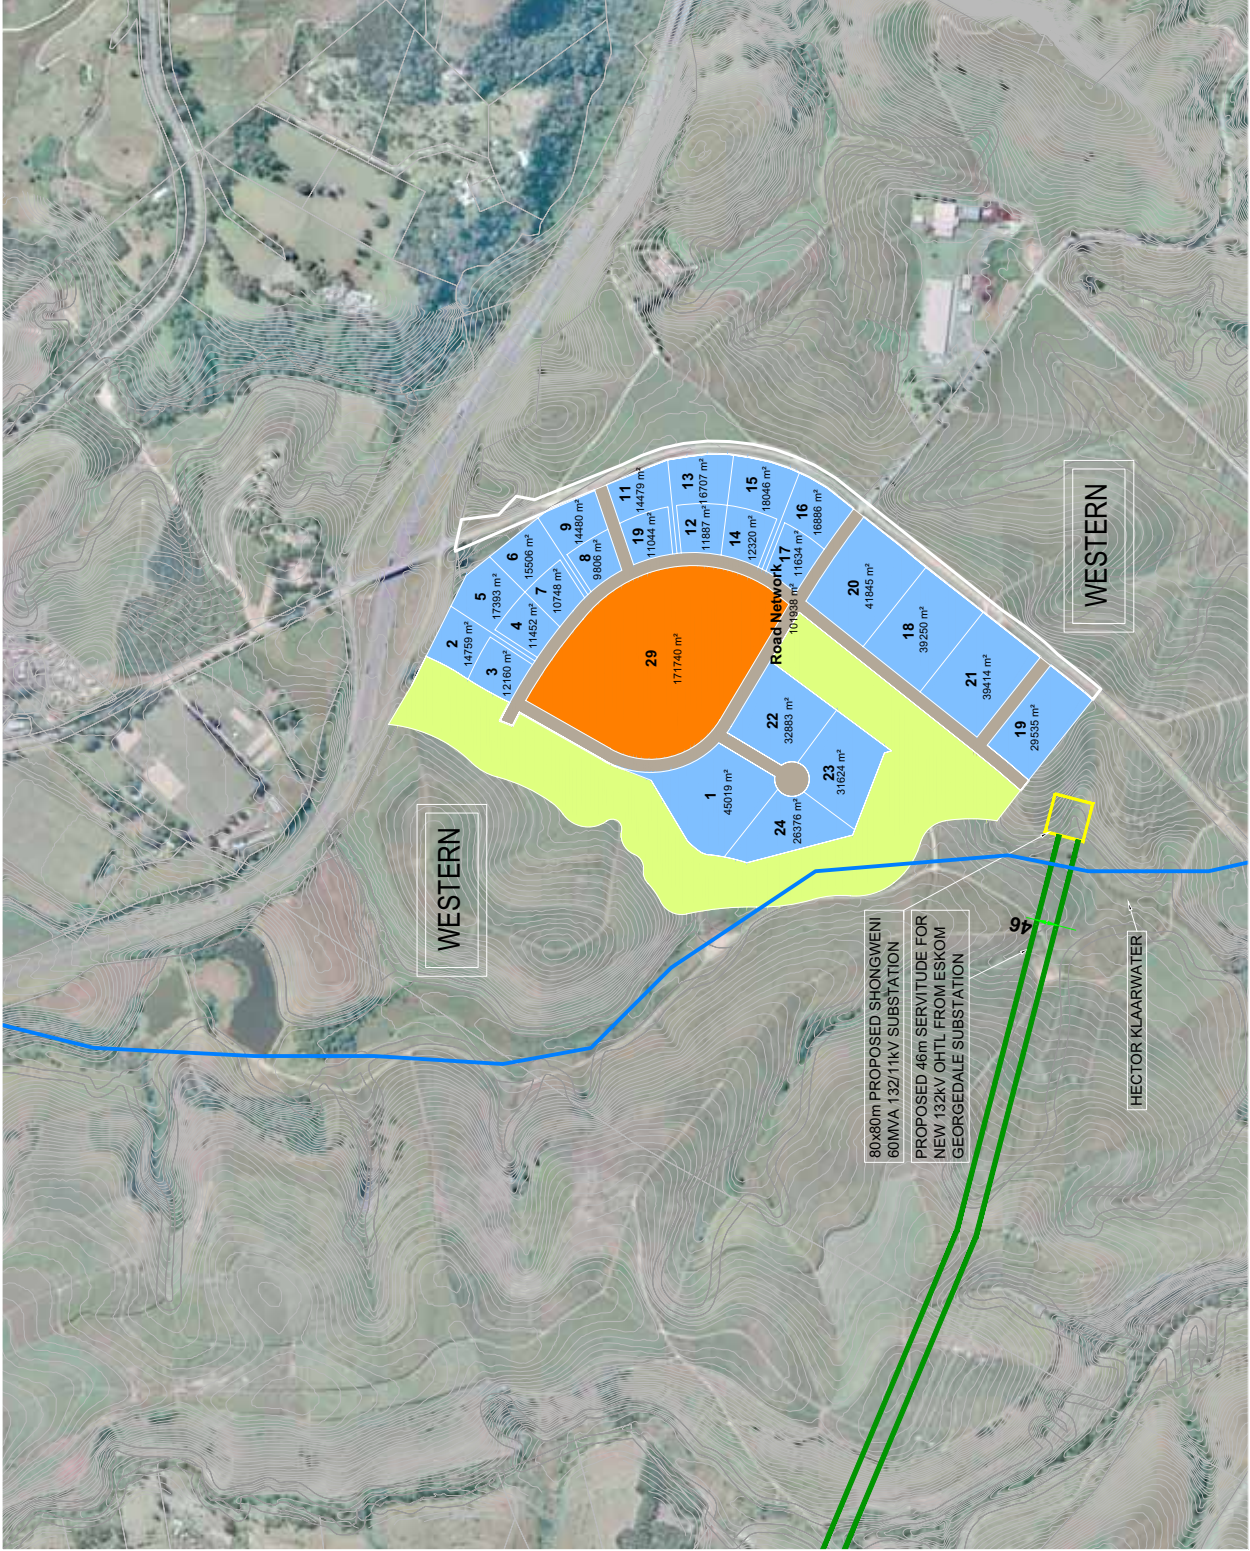 WESTERN
WESTERN
2
14759 m²
3
12160 m²
5
17393 m²
4
11452 m²
6
15506 m²
7
10748 m²
9
14480 m²
8
9806 m²
11
14479 m²
19
11044 m²
13
16707 m²
12
11887 m²
15
18046 m²
14
12320 m²
16
16886 m²
17
11634 m²
Road Network
101938 m²
29
171740 m²
20
41845 m²
18
39250 m²
21
39414 m²
19
29535 m²
22
32883 m²
23
31624 m²
1
45019 m²
24
26376 m²
80x80m PROPOSED SHONGWENI
60MVA 132/11kV SUBSTATION
PROPOSED 46m SERVITUDE FOR
NEW 132kV OHTL FROM ESKOM
GEORGEDALE SUBSTATION
46
HECTOR KLAARWATER